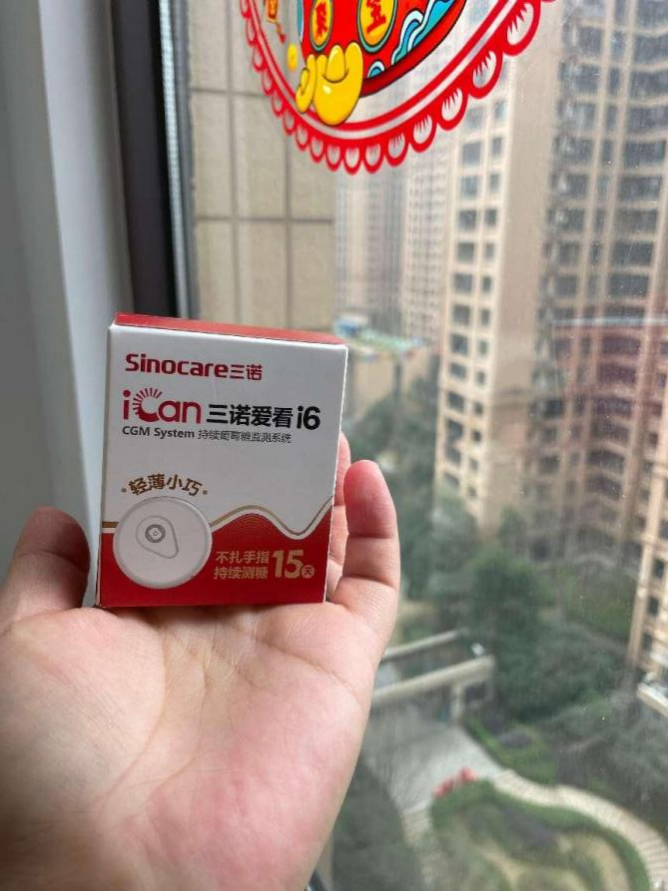 Sinocare三诺
iCan 三诺爱看 i6
CGM System 持续葡萄糖监测系统
·轻薄小巧·
不扎手指
持续测糖 15天